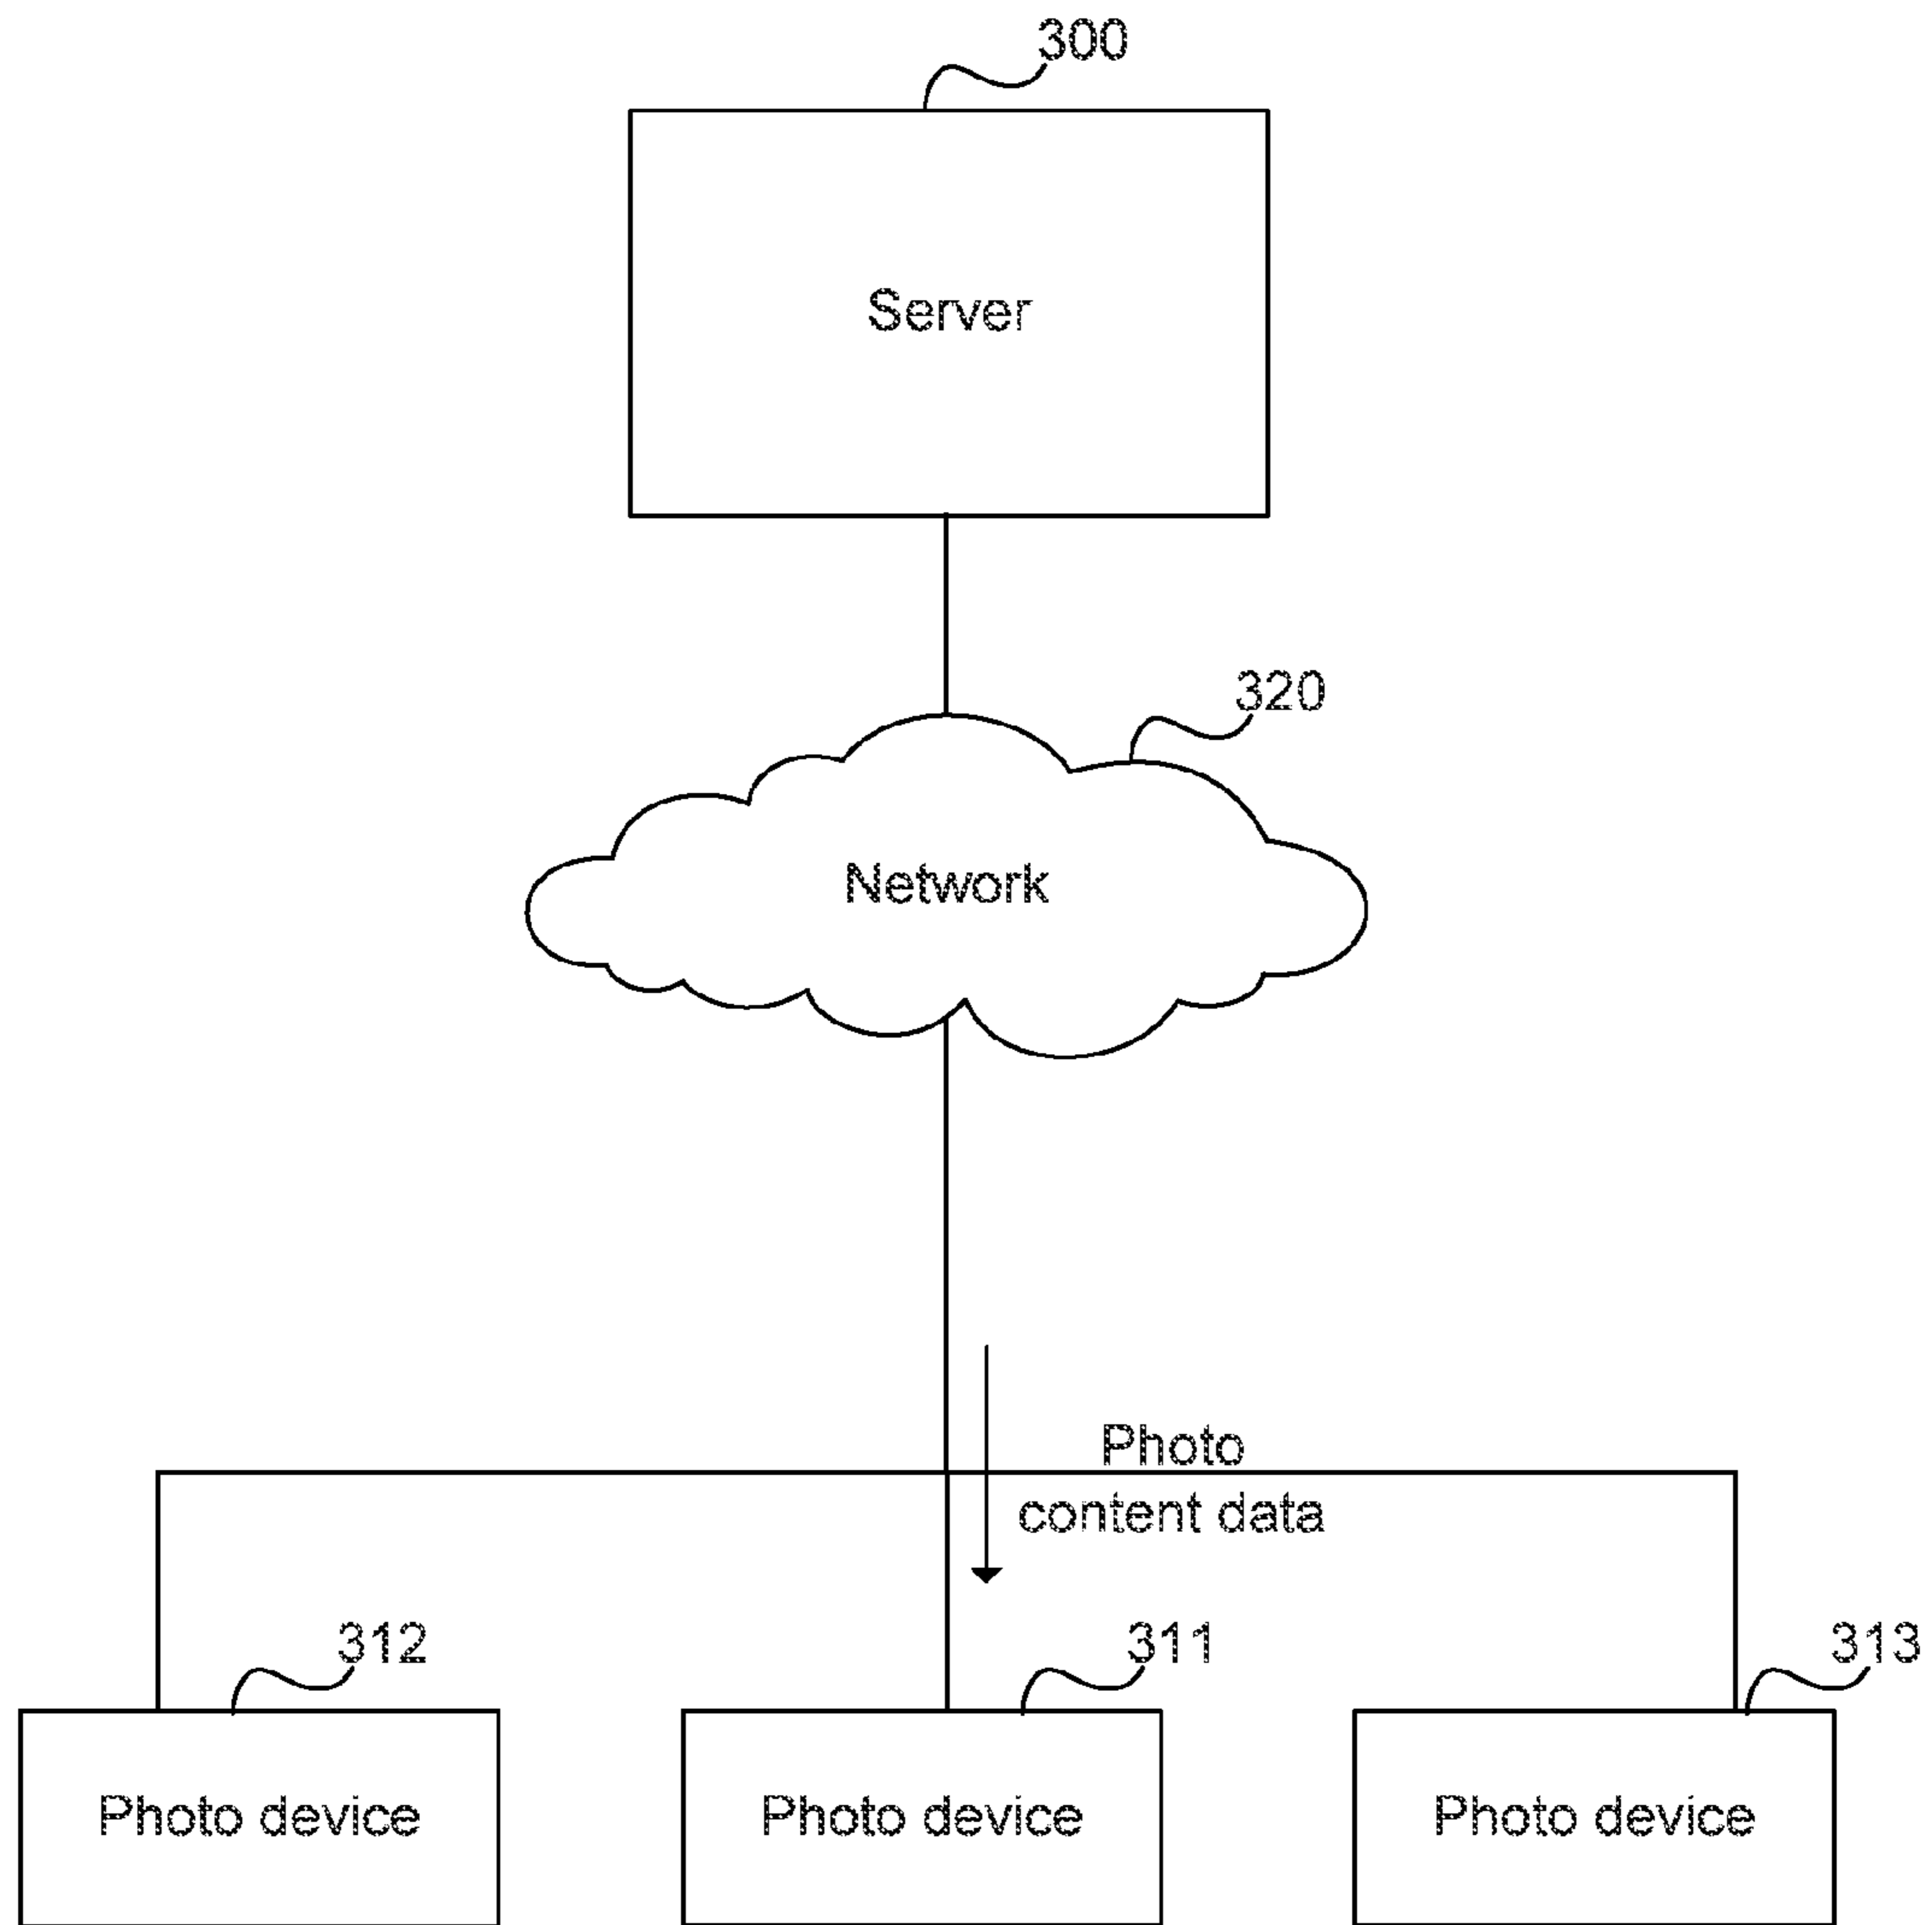 300
Server
320
Network
Photo
content data
312
311
313
Photo device
Photo device
Photo device